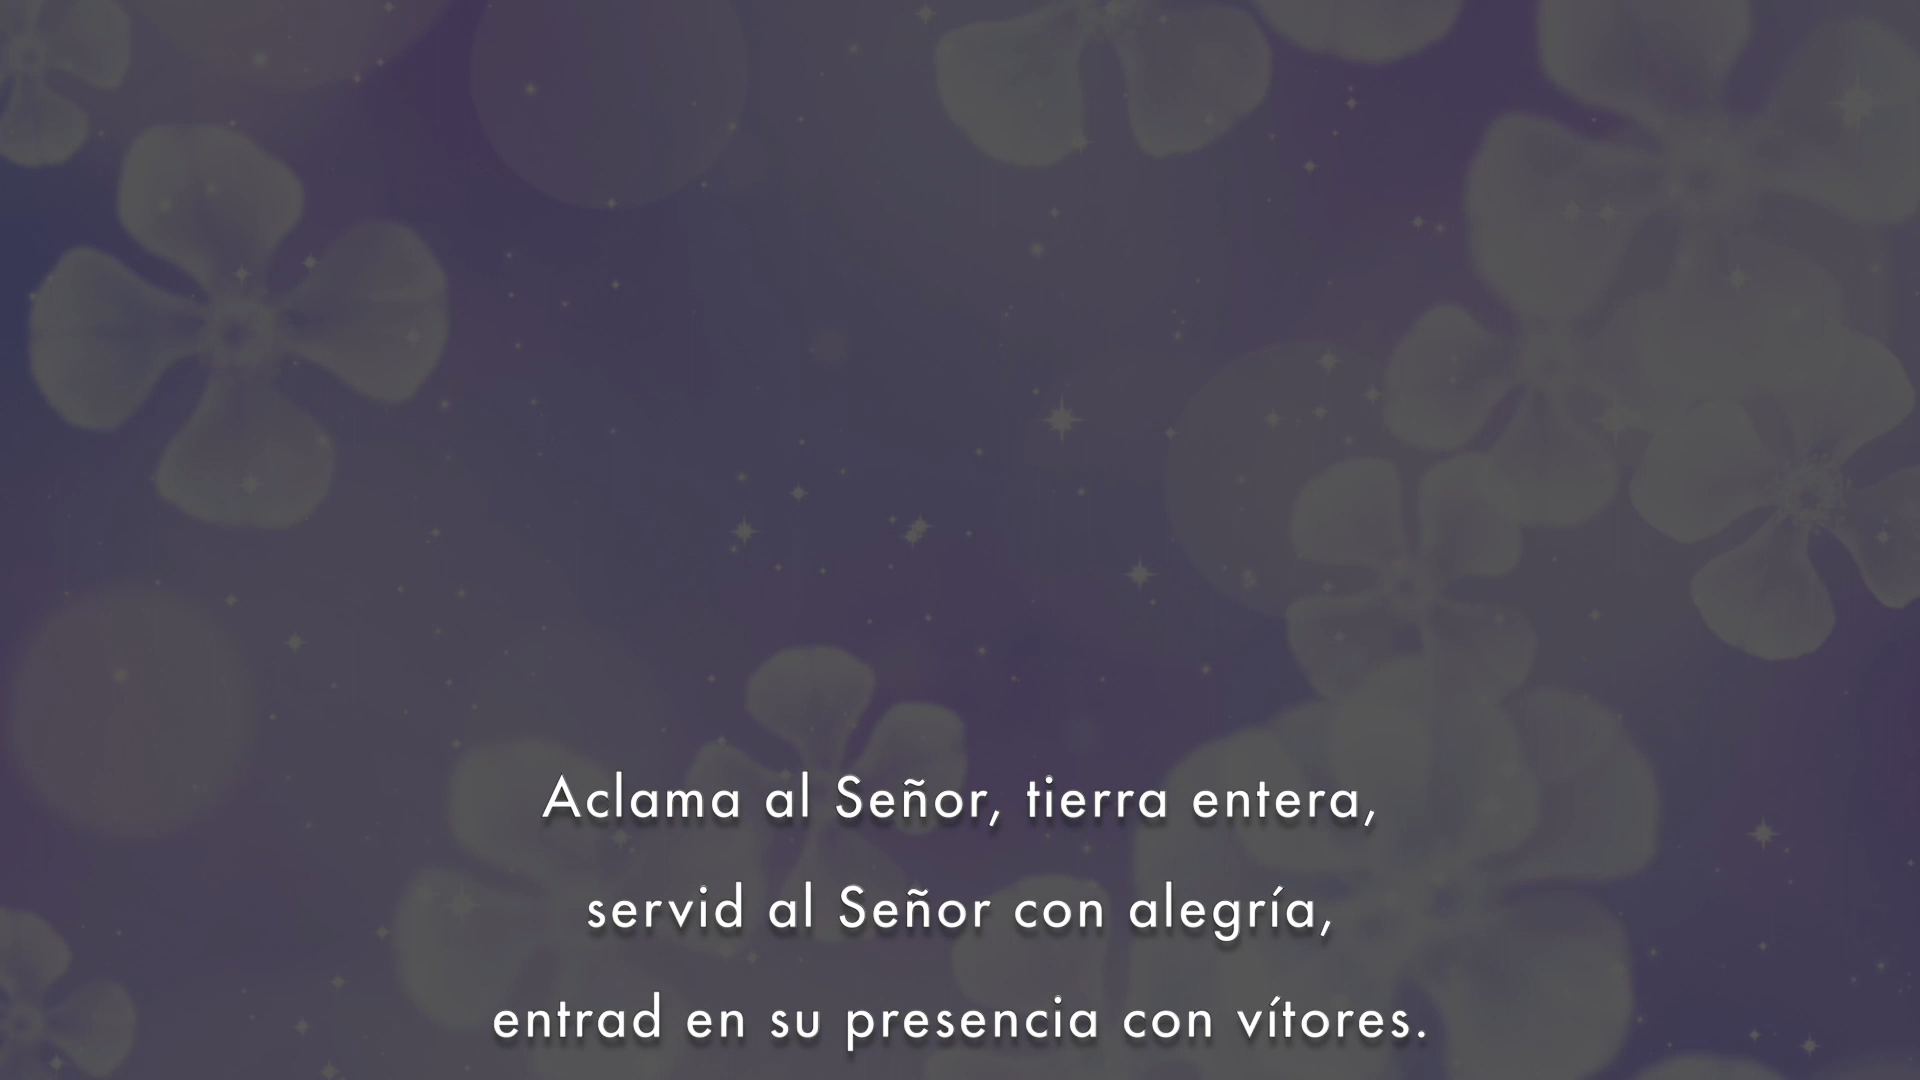 Aclama al Señor, tierra entera,
servid al Señor con alegría,
entrad en su presencia con vítores.